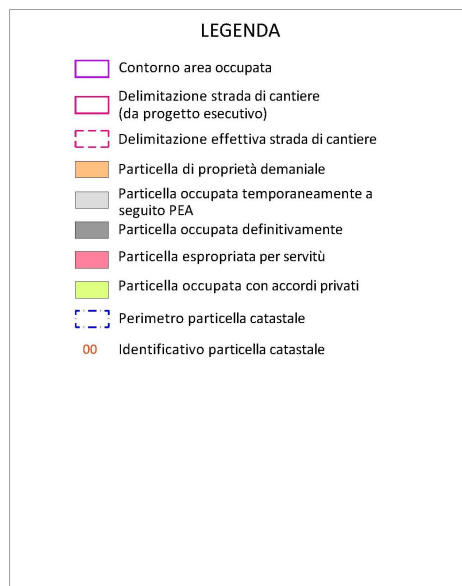 LEGENDA
Contorno area occupata
Delimitazione strada di cantiere
(da progetto esecutivo)
Delimitazione effettiva strada di cantiere
Particella di proprietà demaniale
Particella occupata temporaneamente a
seguito PEA
Particella occupata definitivamente
Particella espropriata per servitù
Particella occupata con accordi privati
Perimetro particella catastale
00 Identificativo particella catastale